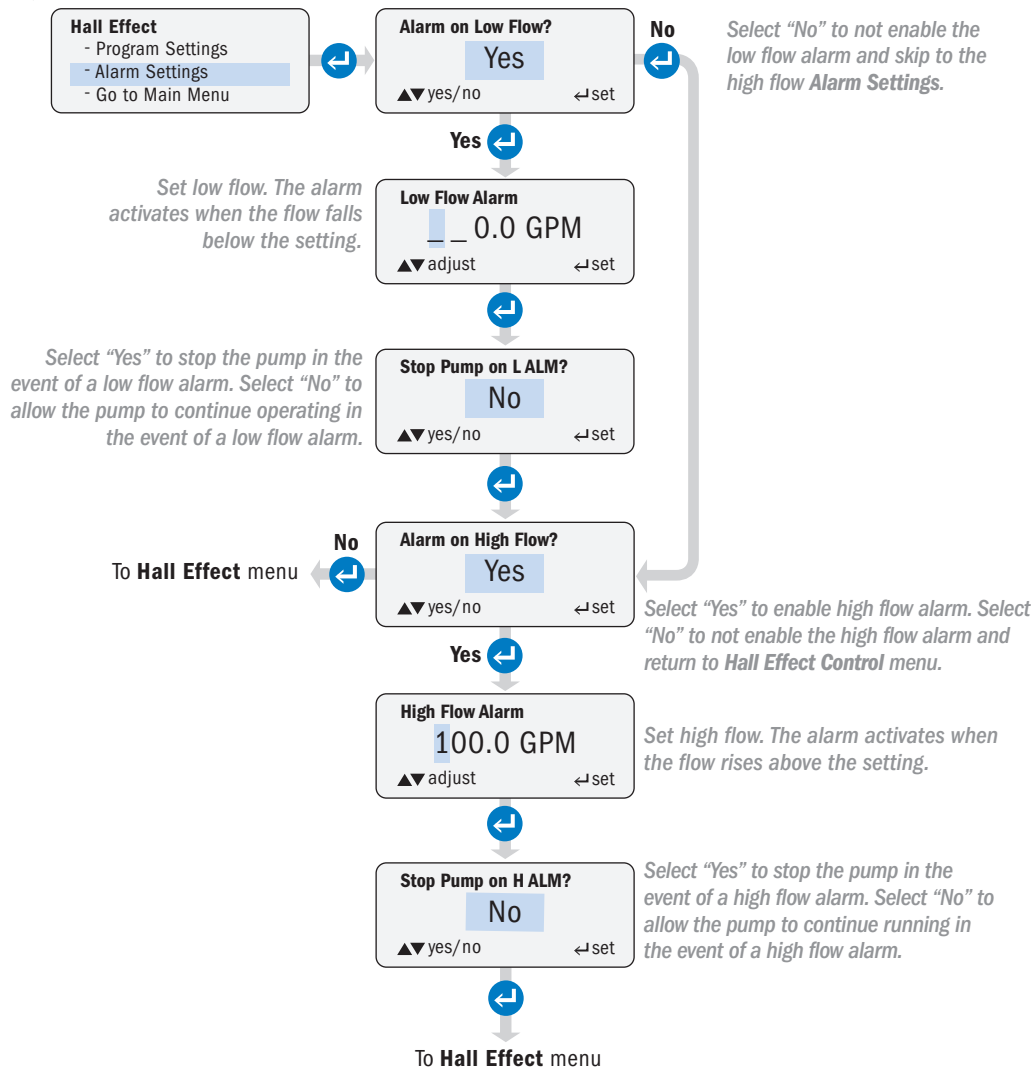 Hall Effect
- Program Settings
- Alarm Settings
- Go to Main Menu
Alarm on Low Flow?
Yes
▲▼ yes/no ↵ set
No
Select “No” to not enable the
low flow alarm and skip to the
high flow Alarm Settings.
Yes
Set low flow. The alarm
activates when the flow falls
below the setting.
Low Flow Alarm
_ _ 0.0 GPM
▲▼ adjust ↵ set
Select “Yes” to stop the pump in the
event of a low flow alarm. Select “No” to
allow the pump to continue operating in
the event of a low flow alarm.
Stop Pump on L ALM?
No
▲▼ yes/no ↵ set
Alarm on High Flow?
Yes
▲▼ yes/no ↵ set
No
To Hall Effect menu
Select “Yes” to enable high flow alarm. Select
“No” to not enable the high flow alarm and
return to Hall Effect Control menu.
Yes
High Flow Alarm
100.0 GPM
▲▼ adjust ↵ set
Set high flow. The alarm activates when
the flow rises above the setting.
Stop Pump on H ALM?
No
▲▼ yes/no ↵ set
Select “Yes” to stop the pump in the
event of a high flow alarm. Select “No” to
allow the pump to continue running in
the event of a high flow alarm.
To Hall Effect menu